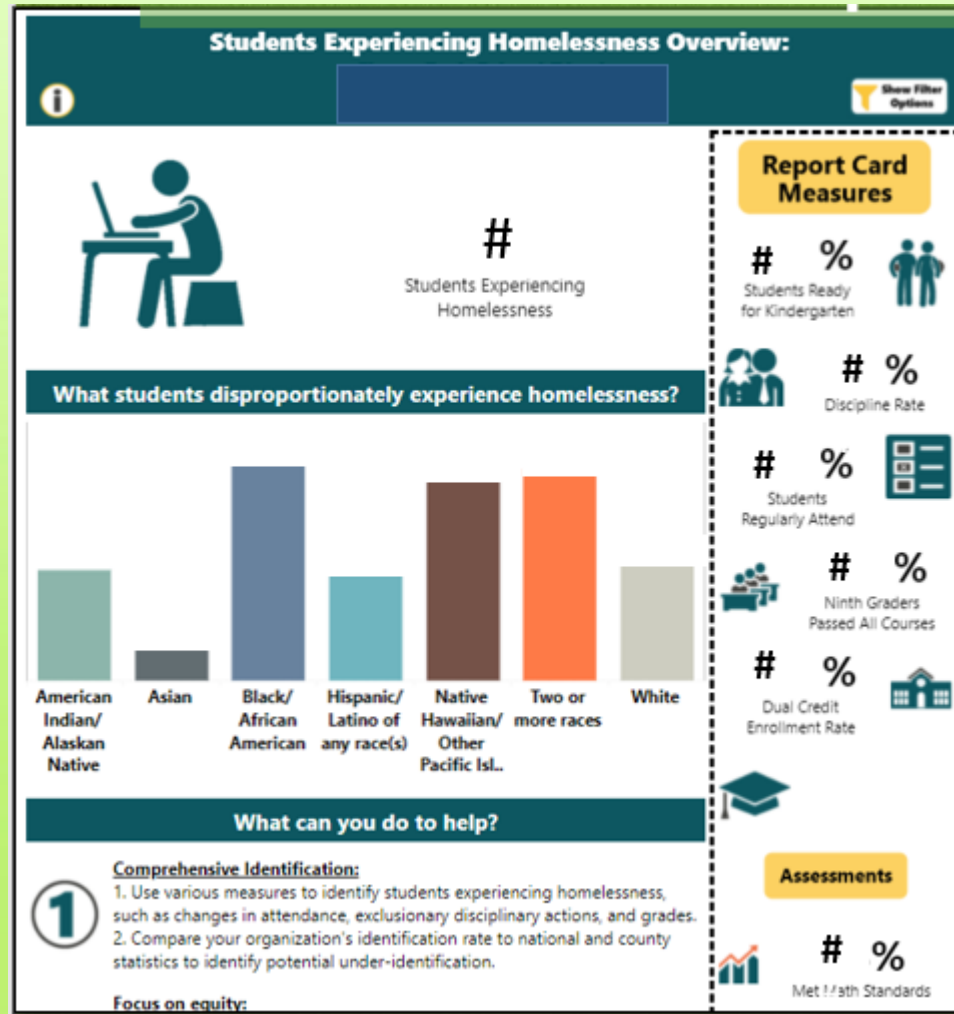 Students Experiencing Homelessness Overview:
i
Show Filter
Options
#
Students Experiencing
Homelessness
What students disproportionately experience homelessness?
American
Indian/
Alaskan
Native
Asian
Black/
African
American
Hispanic/
Latino of
any race(s)
Native
Hawaiian/
Other
Pacific Isl..
Two or
more races
White
What can you do to help?
1
Comprehensive Identification:
1. Use various measures to identify students experiencing homelessness,
such as changes in attendance, exclusionary disciplinary actions, and grades.
2. Compare your organization's identification rate to national and county
statistics to identify potential under-identification.
Focus on equity:
Report Card
Measures
# %
Students Ready
for Kindergarten
# %
Discipline Rate
# %
Students
Regularly Attend
# %
Ninth Graders
Passed All Courses
# %
Dual Credit
Enrollment Rate
Assessments
# %
Met Math Standards